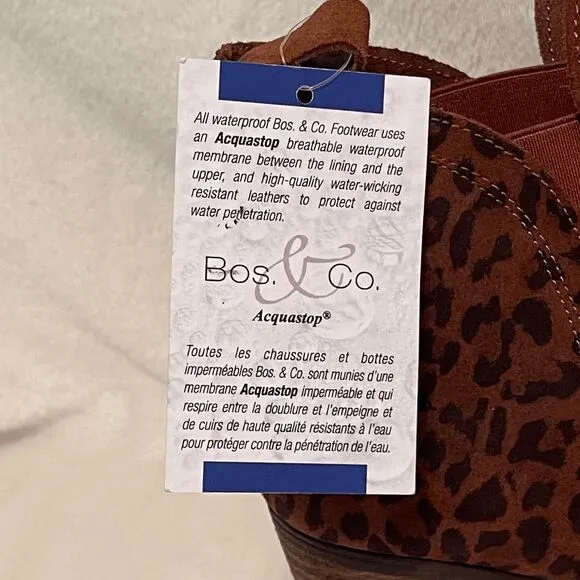 All waterproof Bos. & Co. Footwear uses
an Acquastop breathable waterproof
membrane between the lining and the
upper, and high-quality water-wicking
resistant leathers to protect against
water penetration.
Bos. & Co.
Acquastop®
Toutes les chaussures et bottes
imperméables Bos. & Co. sont munies d'une
membrane Acquastop imperméable et qui
respire entre la doublure et l'empeigne et
de cuirs de haute qualité résistants à l'eau
pour protéger contre la pénétration de l'eau.